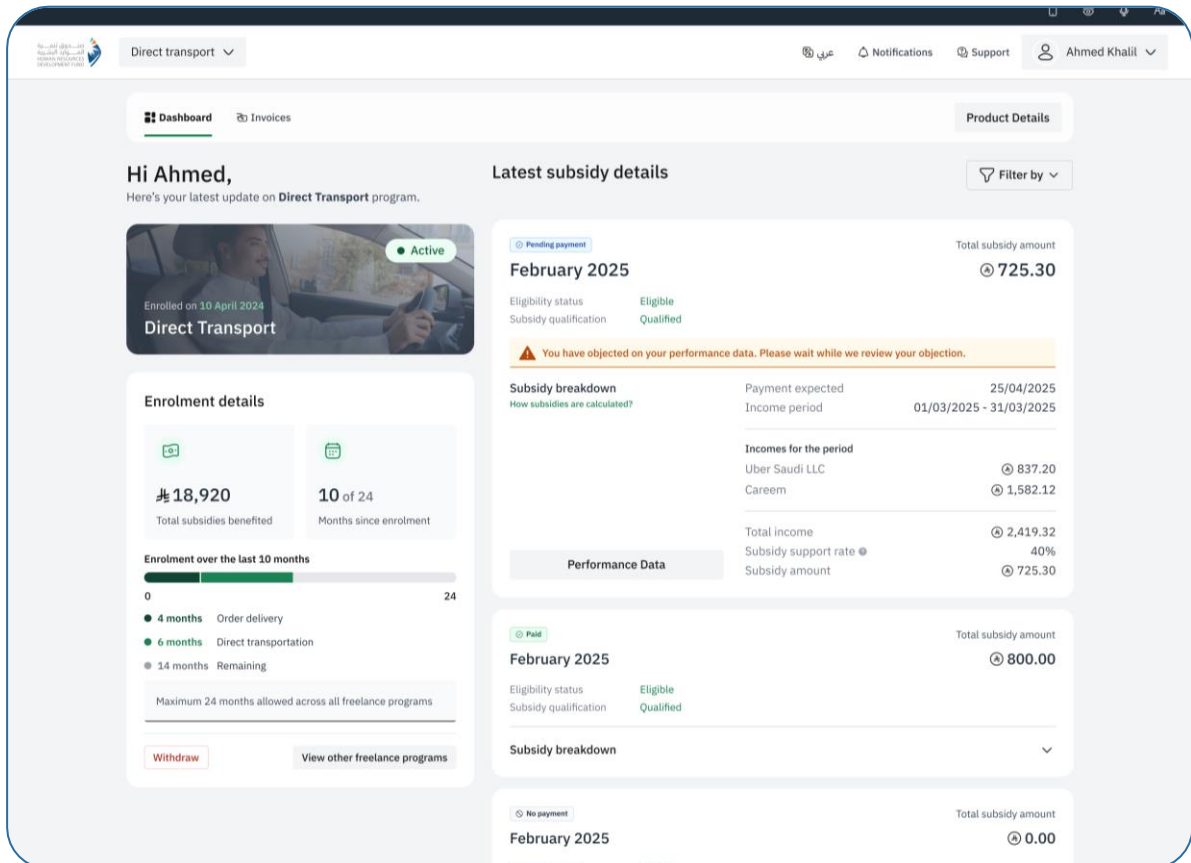 HUMAN RESOURCES
DEVELOPMENT FUND
Direct transport
عربي
Notifications
Support
Ahmed Khalil
Dashboard
Invoices
Product Details
Hi Ahmed,
Here's your latest update on Direct Transport program.
Active
Enrolled on 10 April 2024
Direct Transport
Enrolment details
18,920
Total subsidies benefited
10 of 24
Months since enrolment
Enrolment over the last 10 months
0
24
4 months Order delivery
6 months Direct transportation
14 months Remaining
Maximum 24 months allowed across all freelance programs
Withdraw
View other freelance programs
Latest subsidy details
Filter by
Pending payment
Total subsidy amount
February 2025
725.30
Eligibility status Eligible
Subsidy qualification Qualified
You have objected on your performance data. Please wait while we review your objection.
Subsidy breakdown
How subsidies are calculated?
Performance Data
Payment expected 25/04/2025
Income period 01/03/2025 - 31/03/2025
Incomes for the period
Uber Saudi LLC 837.20
Careem 1,582.12
Total income 2,419.32
Subsidy support rate 40%
Subsidy amount 725.30
Paid
Total subsidy amount
February 2025
800.00
Eligibility status Eligible
Subsidy qualification Qualified
Subsidy breakdown
No payment
Total subsidy amount
February 2025
0.00